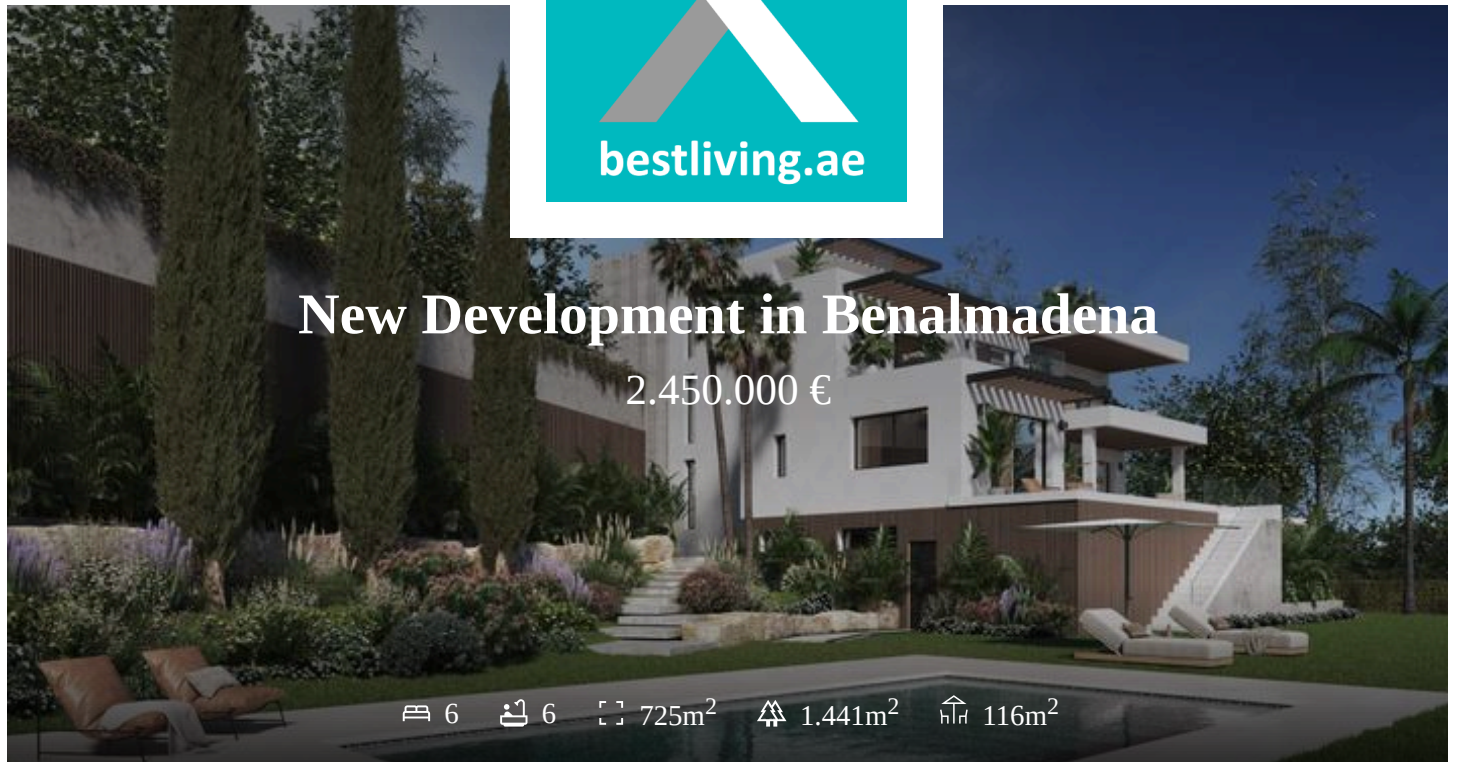 bestliving.ae
New Development in Benalmadena
2.450.000 €
6 6 725m² 1.441m² 116m²